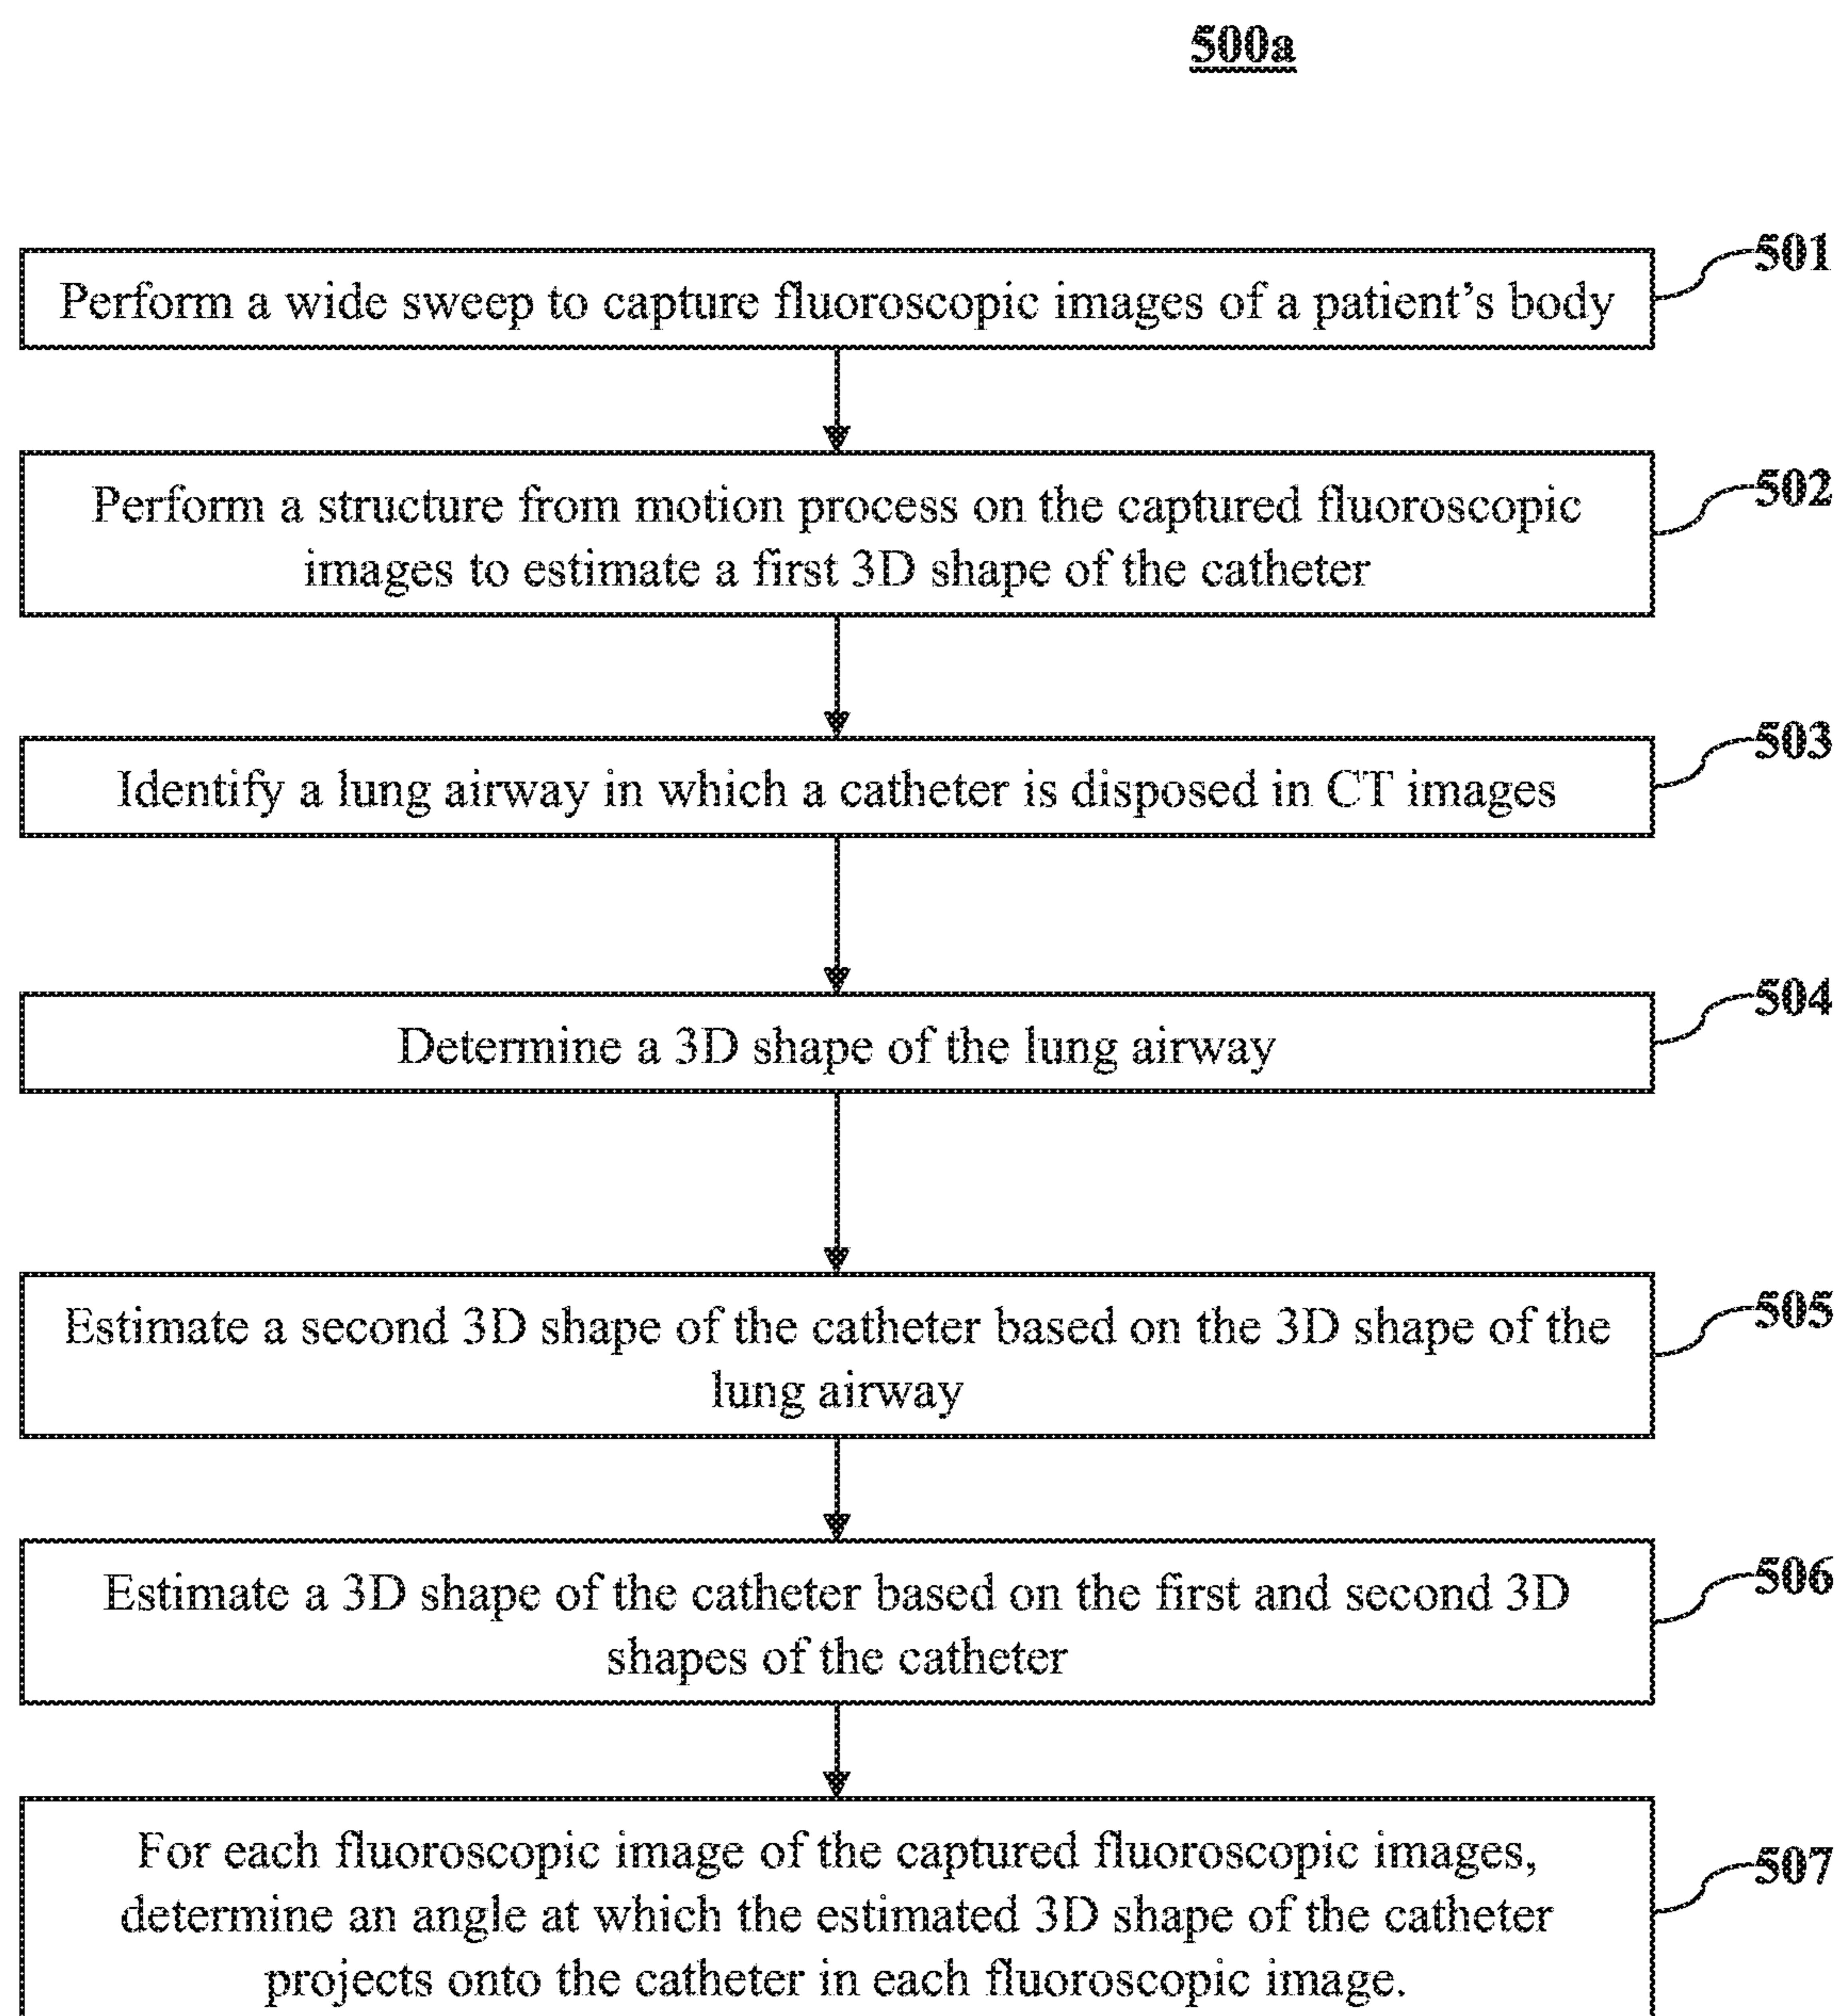 500a
Perform a wide sweep to capture fluoroscopic images of a patient's body
501
Perform a structure from motion process on the captured fluoroscopic
images to estimate a first 3D shape of the catheter
502
Identify a lung airway in which a catheter is disposed in CT images
503
Determine a 3D shape of the lung airway
504
Estimate a second 3D shape of the catheter based on the 3D shape of the
lung airway
505
Estimate a 3D shape of the catheter based on the first and second 3D
shapes of the catheter
506
For each fluoroscopic image of the captured fluoroscopic images,
determine an angle at which the estimated 3D shape of the catheter
projects onto the catheter in each fluoroscopic image.
507